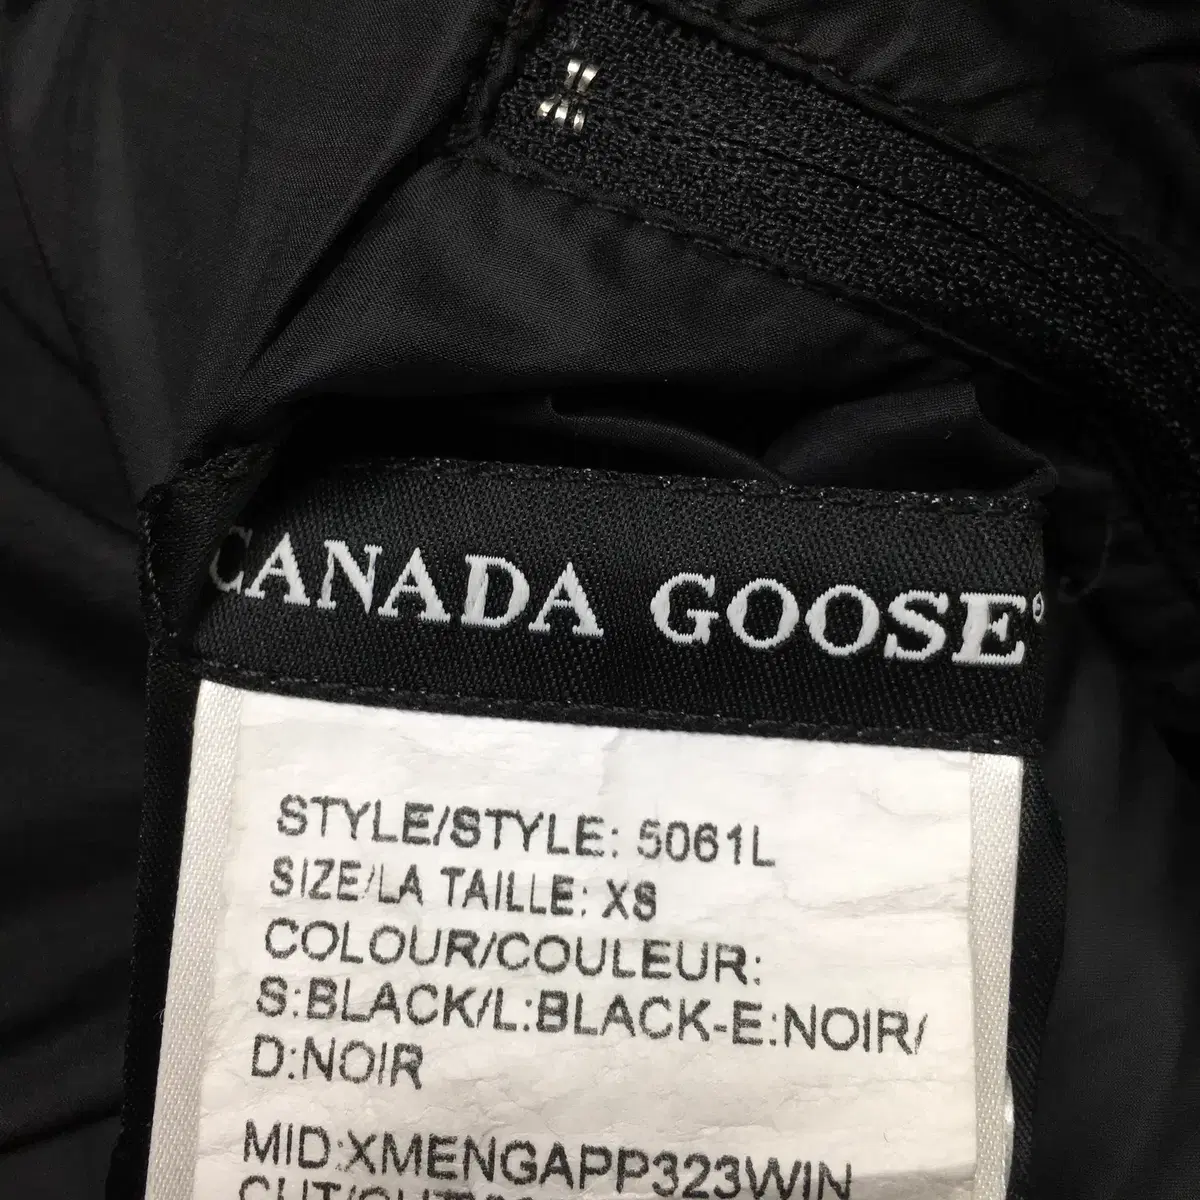 CANADA GOOSE®
STYLE/STYLE: 5061L
SIZE/LA TAILLE: XS
COLOUR/COULEUR:
S:BLACK/L:BLACK-E:NOIR/
D:NOIR
MID:XMENGAPP323WIN